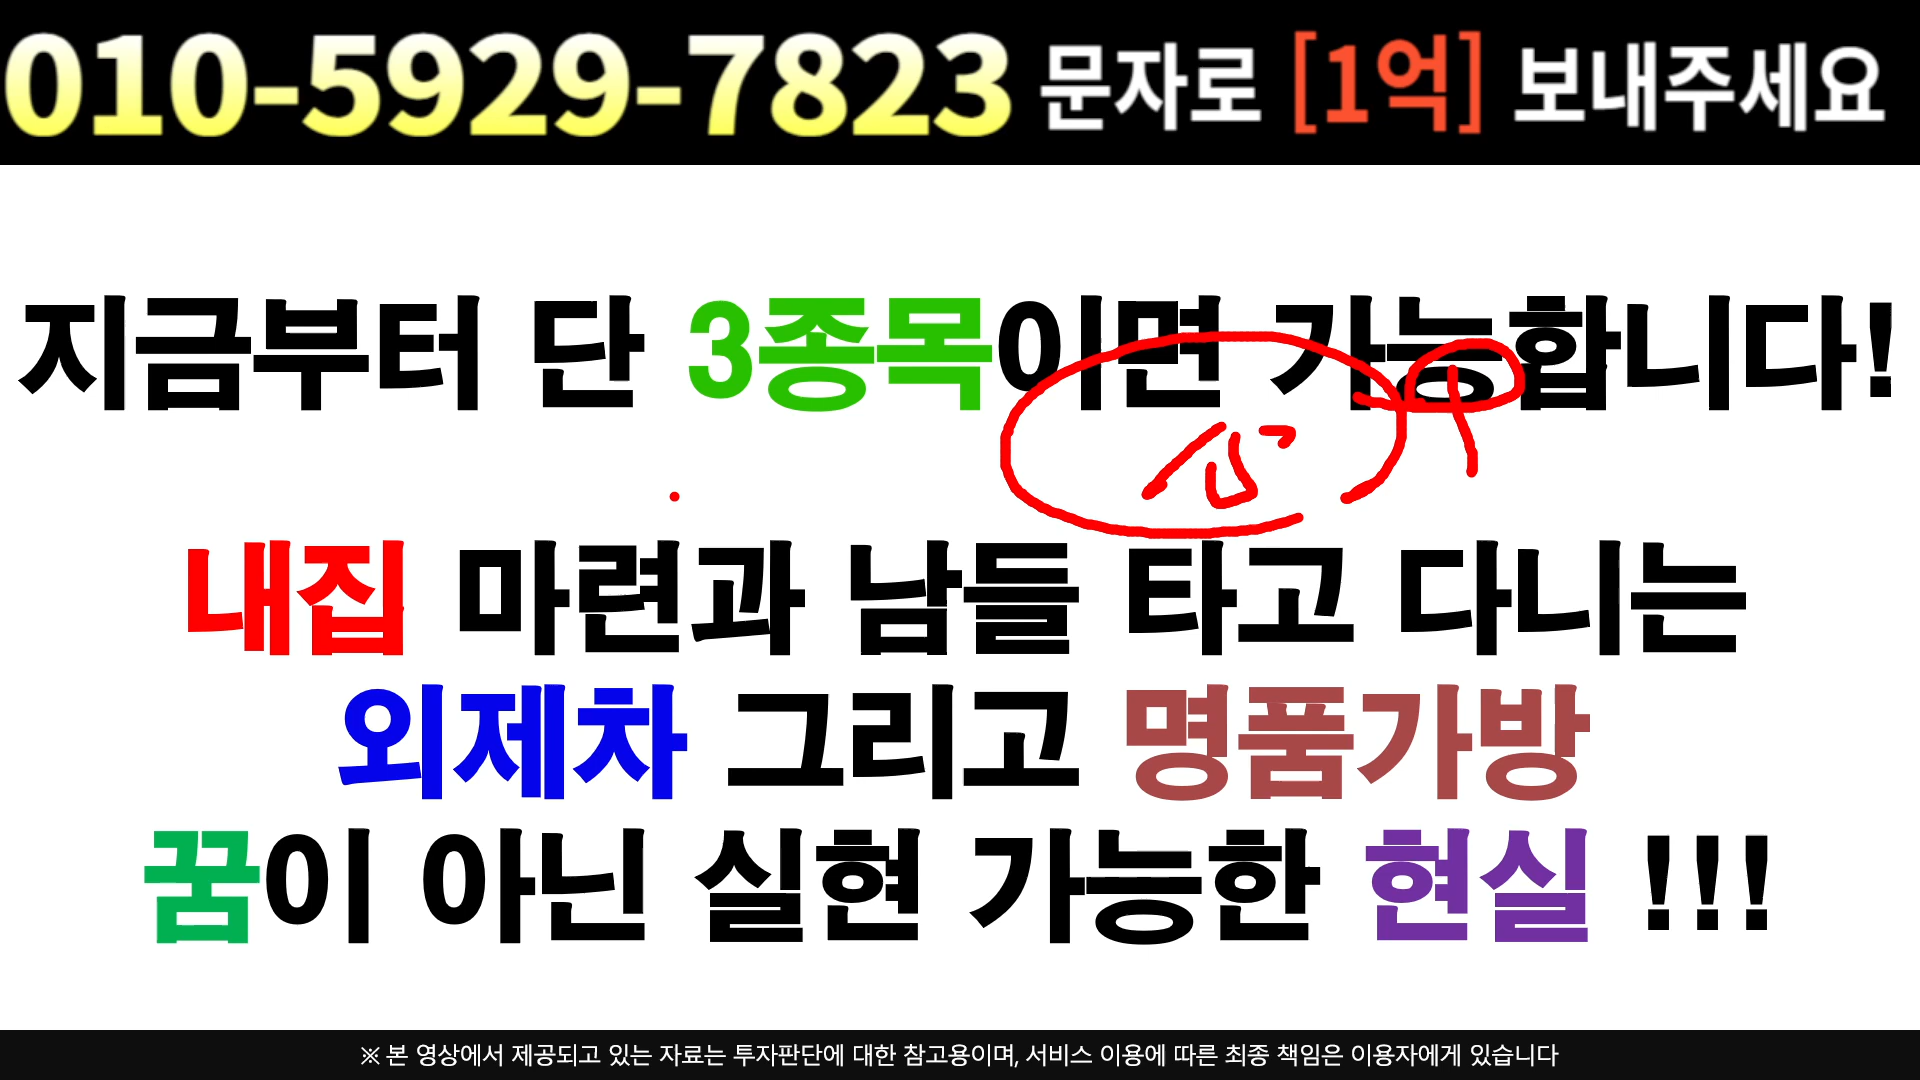 010-5929-7823 문자로 [1억] 보내주세요
지금부터 단 3종목이면 가능합니다!
내집 마련과 남들 타고 다니는
외제차 그리고 명품가방
꿈이 아닌 실현 가능한 현실 !!!
※ 본 영상에서 제공되고 있는 자료는 투자판단에 대한 참고용이며, 서비스 이용에 따른 최종 책임은 이용자에게 있습니다